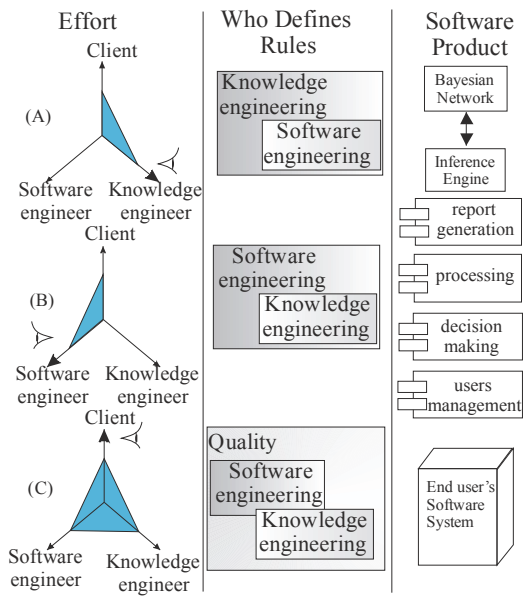 Effort
Who Defines
Rules
Software
Product
Client
(A)
Software
engineer
Knowledge
engineer
Knowledge
engineering
Software
engineering
Bayesian
Network
Inference
Engine
Client
(B)
Software
engineer
Knowledge
engineer
Software
engineering
Knowledge
engineering
report
generation
processing
decision
making
users
management
Client
(C)
Software
engineer
Knowledge
engineer
Quality
Software
engineering
Knowledge
engineering
End user's
Software
System